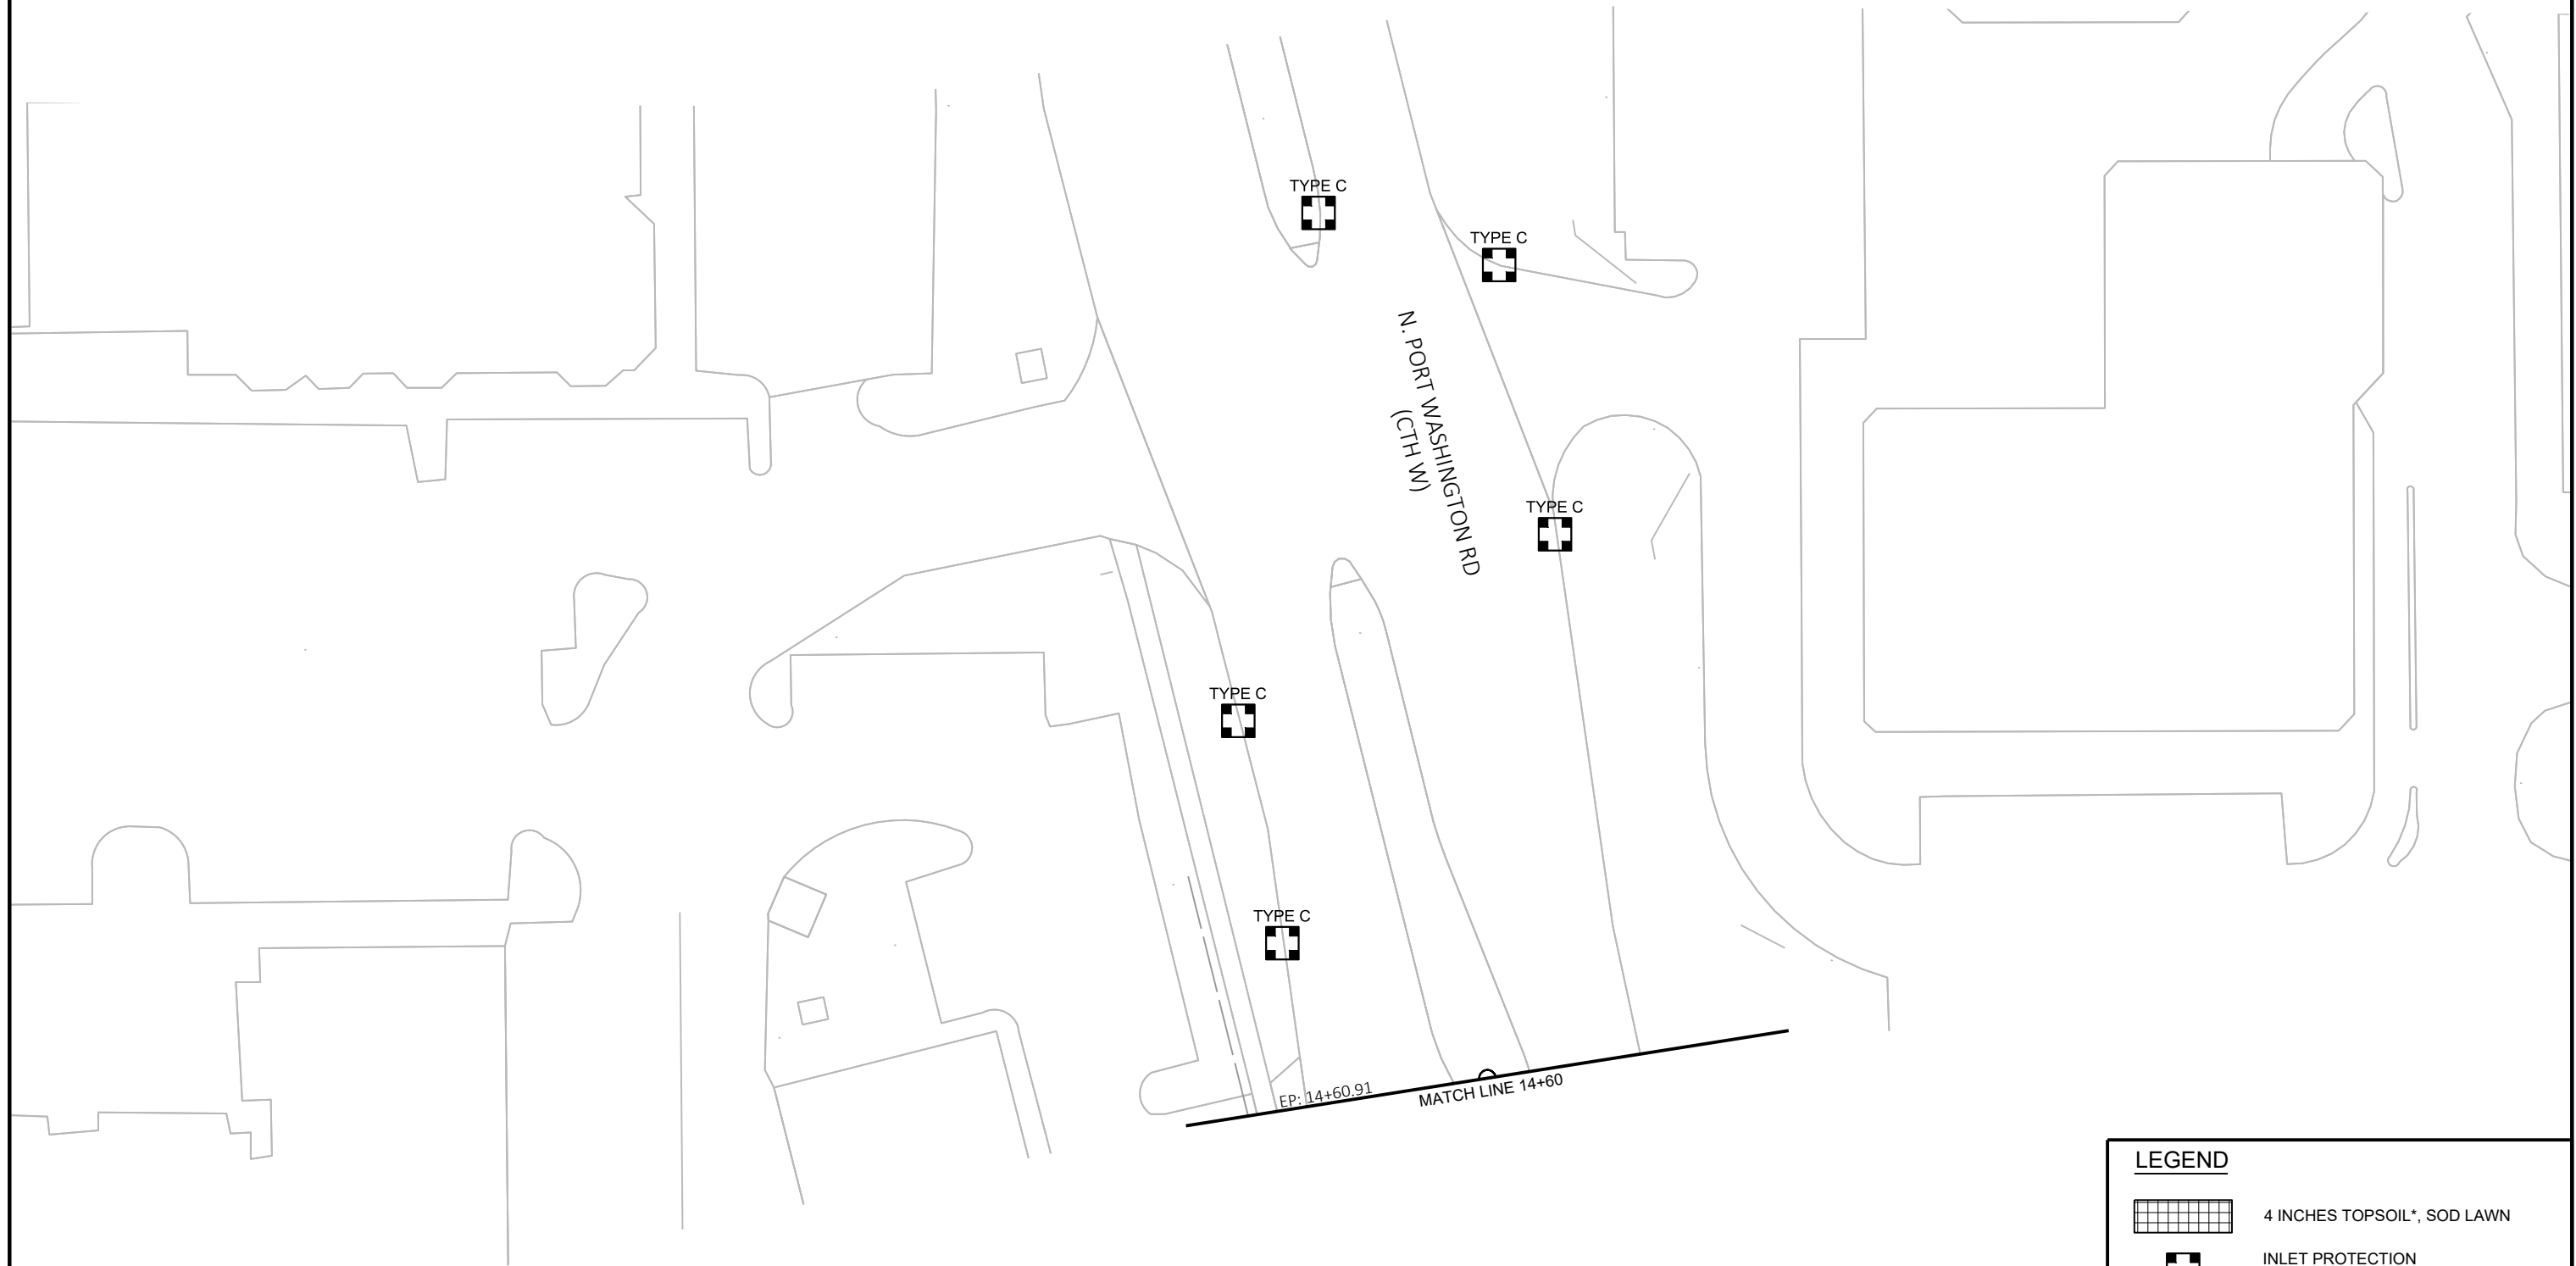 TYPE C
TYPE C
N. PORT WASHINGTON RD
(CTH W)
TYPE C
TYPE C
TYPE C
EP: 14+60.91
MATCH LINE 14+60
LEGEND
4 INCHES TOPSOIL*, SOD LAWN
INLET PROTECTION